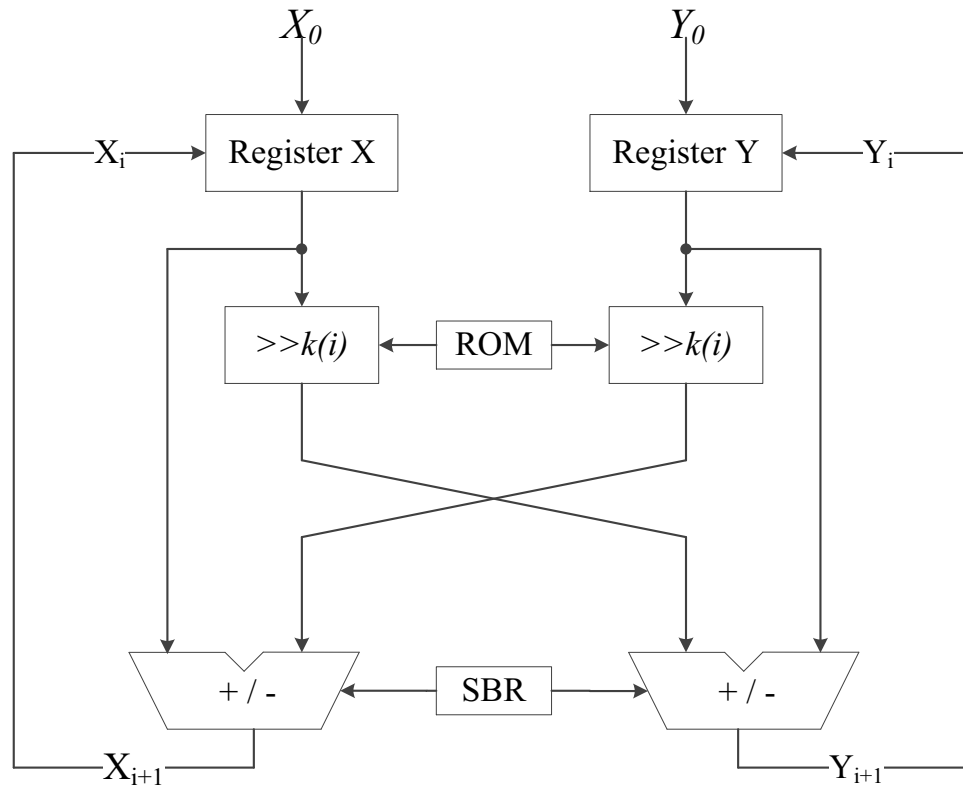 X₀ Y₀
Xᵢ Register X Register Y Yᵢ
>>k(i) ROM >>k(i)
+ / - SBR + / -
Xᵢ₊₁ Yᵢ₊₁